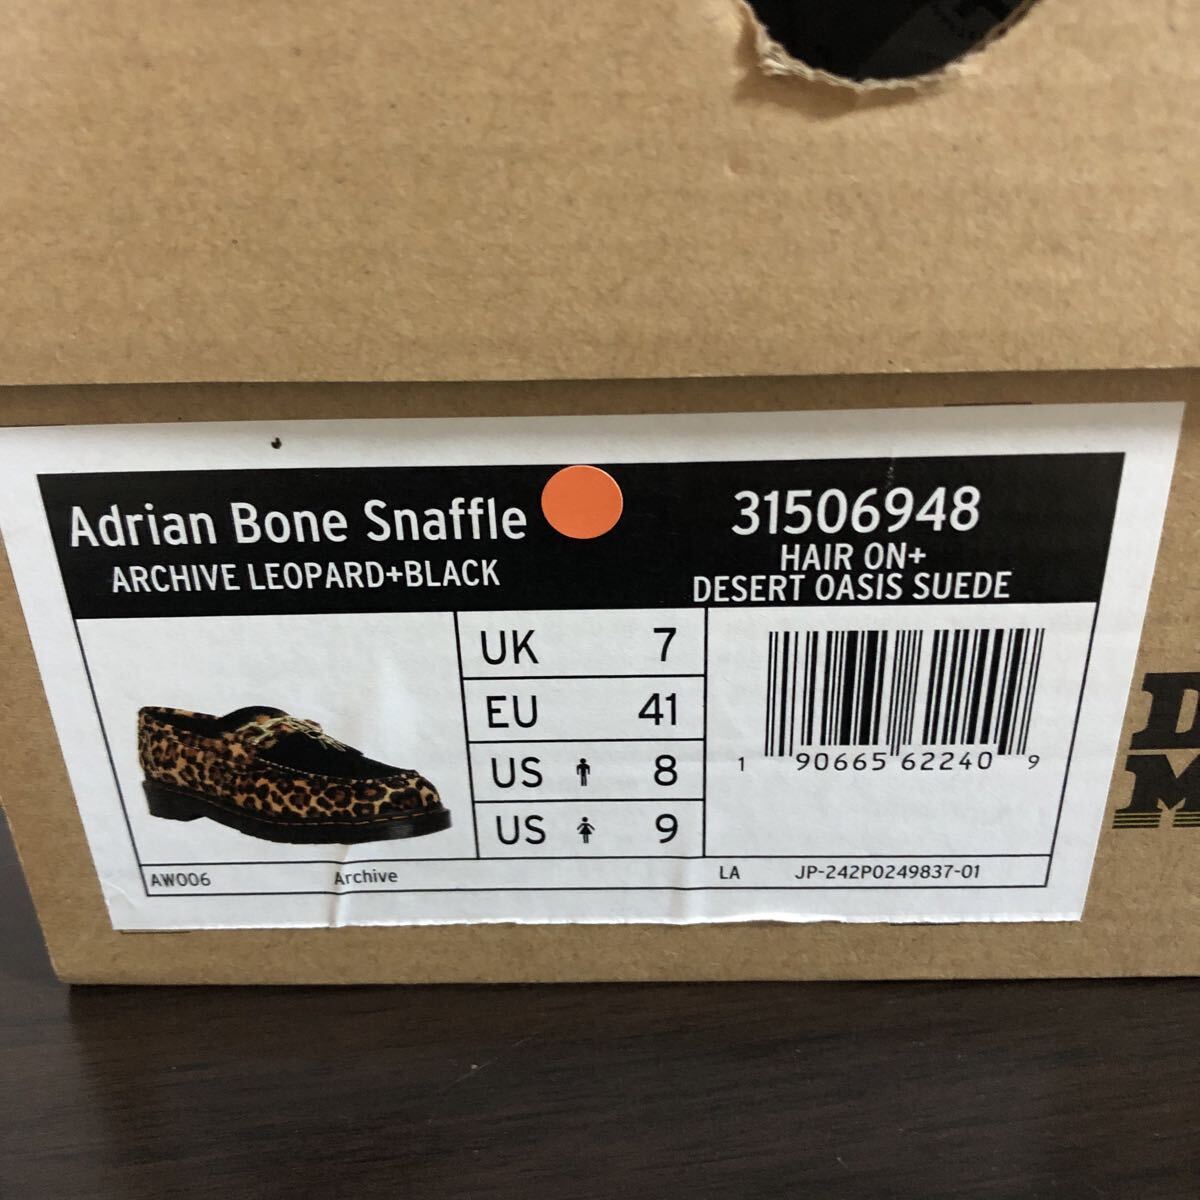 Adrian Bone Snaffle
ARCHIVE LEOPARD+BLACK
31506948
HAIR ON+
DESERT OASIS SUEDE
UK 7
EU 41
US 8
US 9
1 90665 62240 9
AW006 Archive LA JP-242P0249837-01
D
M